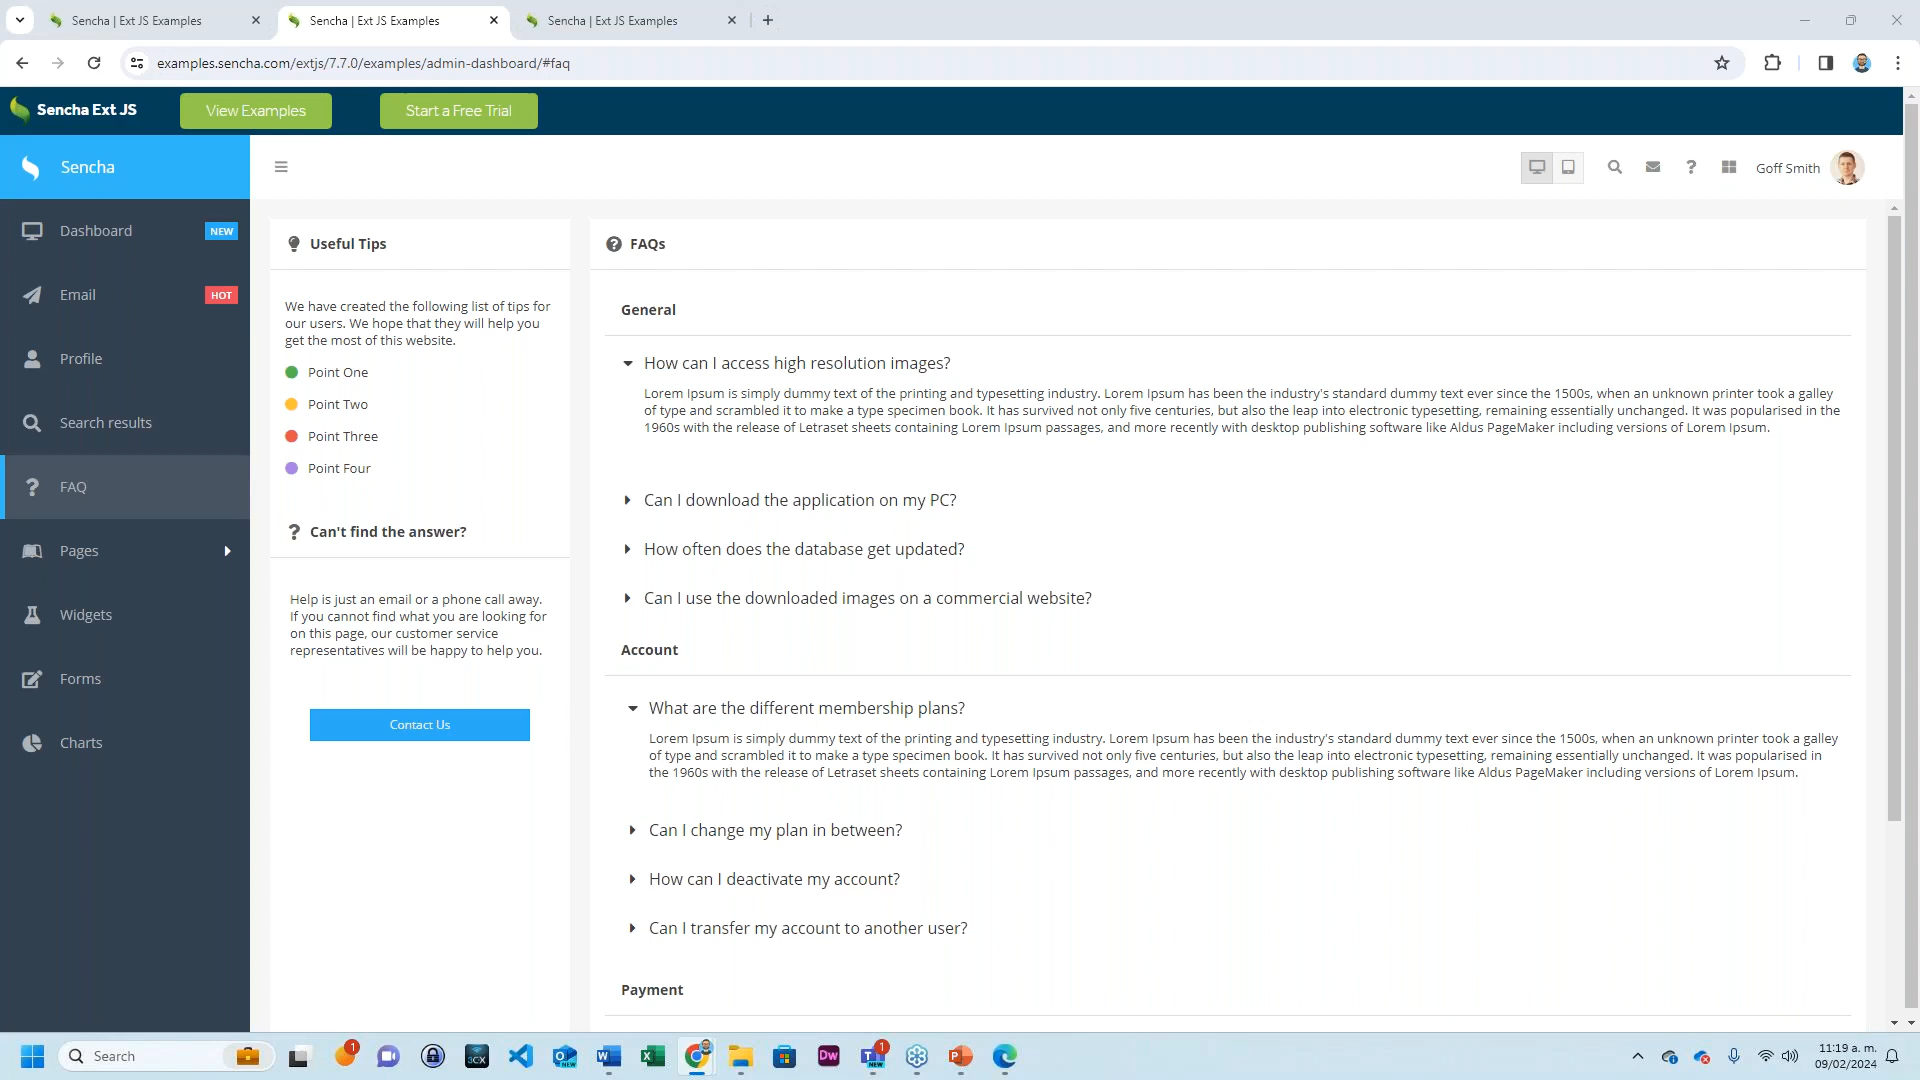 Sencha | Ext JS Examples
Sencha | Ext JS Examples
Sencha | Ext JS Examples
examples.sencha.com/extjs/7.7.0/examples/admin-dashboard/#faq
Sencha Ext JS
View Examples
Start a Free Trial
Sencha
Goff Smith
Dashboard
NEW
Email
HOT
Profile
Search results
FAQ
Pages
Widgets
Forms
Charts
Useful Tips
We have created the following list of tips for
our users. We hope that they will help you
get the most of this website.
Point One
Point Two
Point Three
Point Four
Can't find the answer?
Help is just an email or a phone call away.
If you cannot find what you are looking for
on this page, our customer service
representatives will be happy to help you.
Contact Us
FAQs
General
How can I access high resolution images?
Lorem Ipsum is simply dummy text of the printing and typesetting industry. Lorem Ipsum has been the industry's standard dummy text ever since the 1500s, when an unknown printer took a galley
of type and scrambled it to make a type specimen book. It has survived not only five centuries, but also the leap into electronic typesetting, remaining essentially unchanged. It was popularised in the
1960s with the release of Letraset sheets containing Lorem Ipsum passages, and more recently with desktop publishing software like Aldus PageMaker including versions of Lorem Ipsum.
Can I download the application on my PC?
How often does the database get updated?
Can I use the downloaded images on a commercial website?
Account
What are the different membership plans?
Lorem Ipsum is simply dummy text of the printing and typesetting industry. Lorem Ipsum has been the industry's standard dummy text ever since the 1500s, when an unknown printer took a galley
of type and scrambled it to make a type specimen book. It has survived not only five centuries, but also the leap into electronic typesetting, remaining essentially unchanged. It was popularised in
the 1960s with the release of Letraset sheets containing Lorem Ipsum passages, and more recently with desktop publishing software like Aldus PageMaker including versions of Lorem Ipsum.
Can I change my plan in between?
How can I deactivate my account?
Can I transfer my account to another user?
Payment
Search
1
3CX
NEW
Dw
1
NEW
11:19 a. m.
09/02/2024